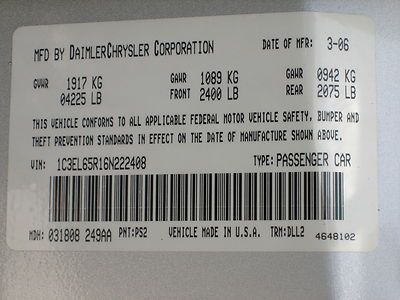 MFD BY DAIMLERCHRYSLER CORPORATION DATE OF MFR: 3-06
GVWR 1917 KG GAWR 1089 KG GAWR 0942 KG
04225 LB FRONT 2400 LB REAR 2075 LB
THIS VEHICLE CONFORMS TO ALL APPLICABLE FEDERAL MOTOR VEHICLE SAFETY, BUMPER AND
THEFT PREVENTION STANDARDS IN EFFECT ON THE DATE OF MANUFACTURE SHOWN ABOVE.
VIN: 1C3EL65R16N222408 TYPE: PASSENGER CAR
MDH: 031808 249AA PNT: PS2 VEHICLE MADE IN U.S.A. TRM: DLL2 4648102